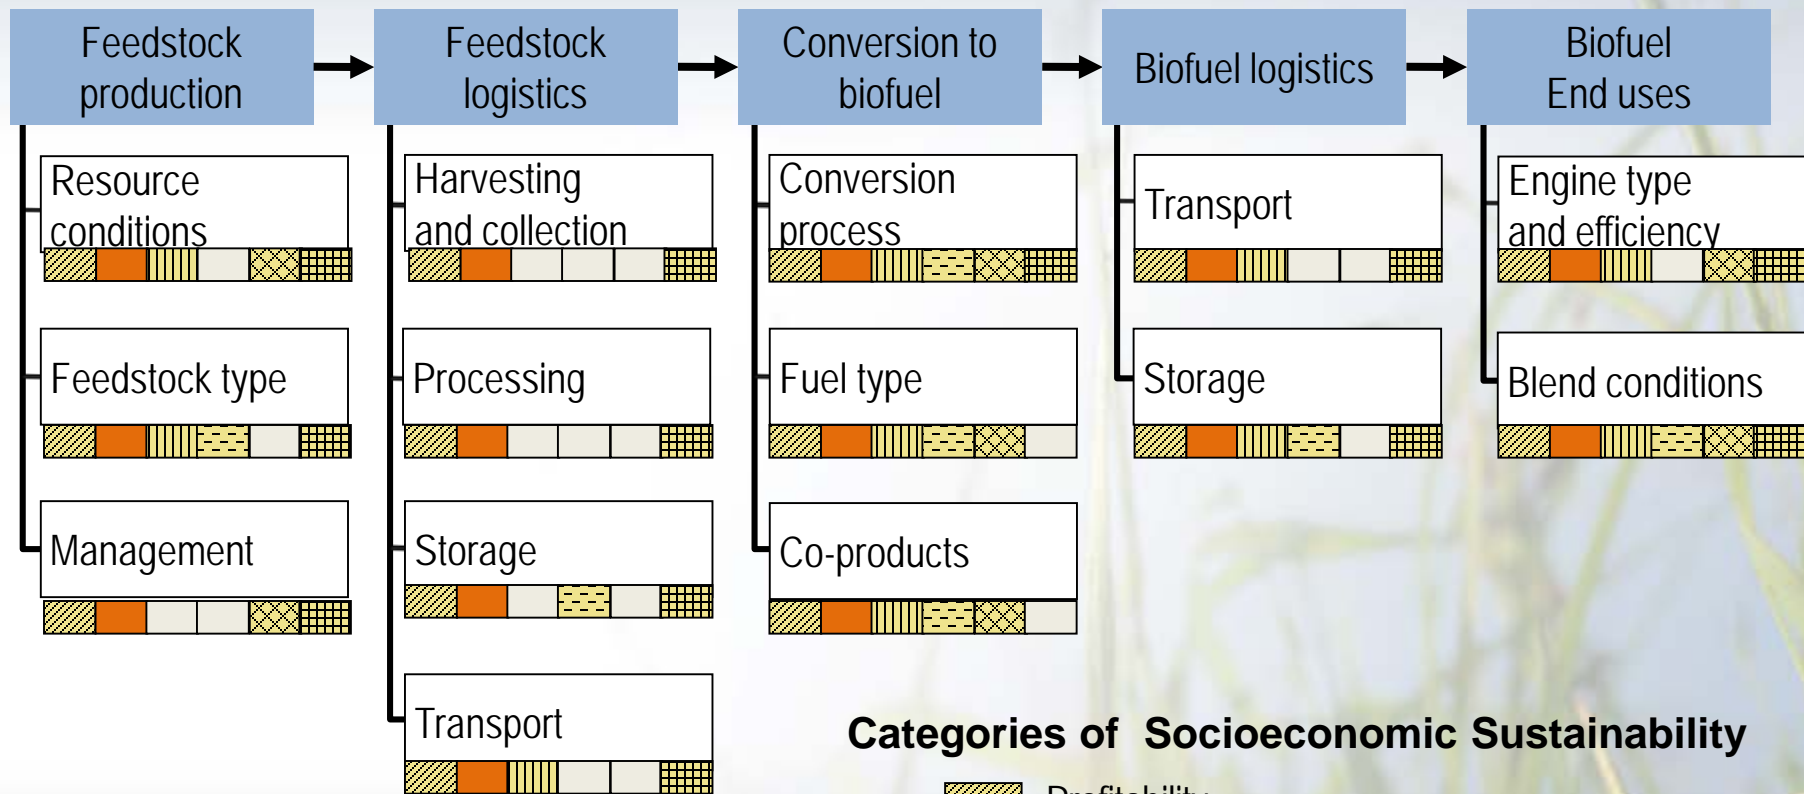 Feedstock
production
Feedstock
logistics
Conversion to
biofuel
Biofuel logistics
Biofuel
End uses
Resource
conditions
Feedstock type
Management
Harvesting
and collection
Processing
Storage
Transport
Conversion
process
Fuel type
Co-products
Transport
Storage
Engine type
and efficiency
Blend conditions
Categories of Socioeconomic Sustainability
Profitability